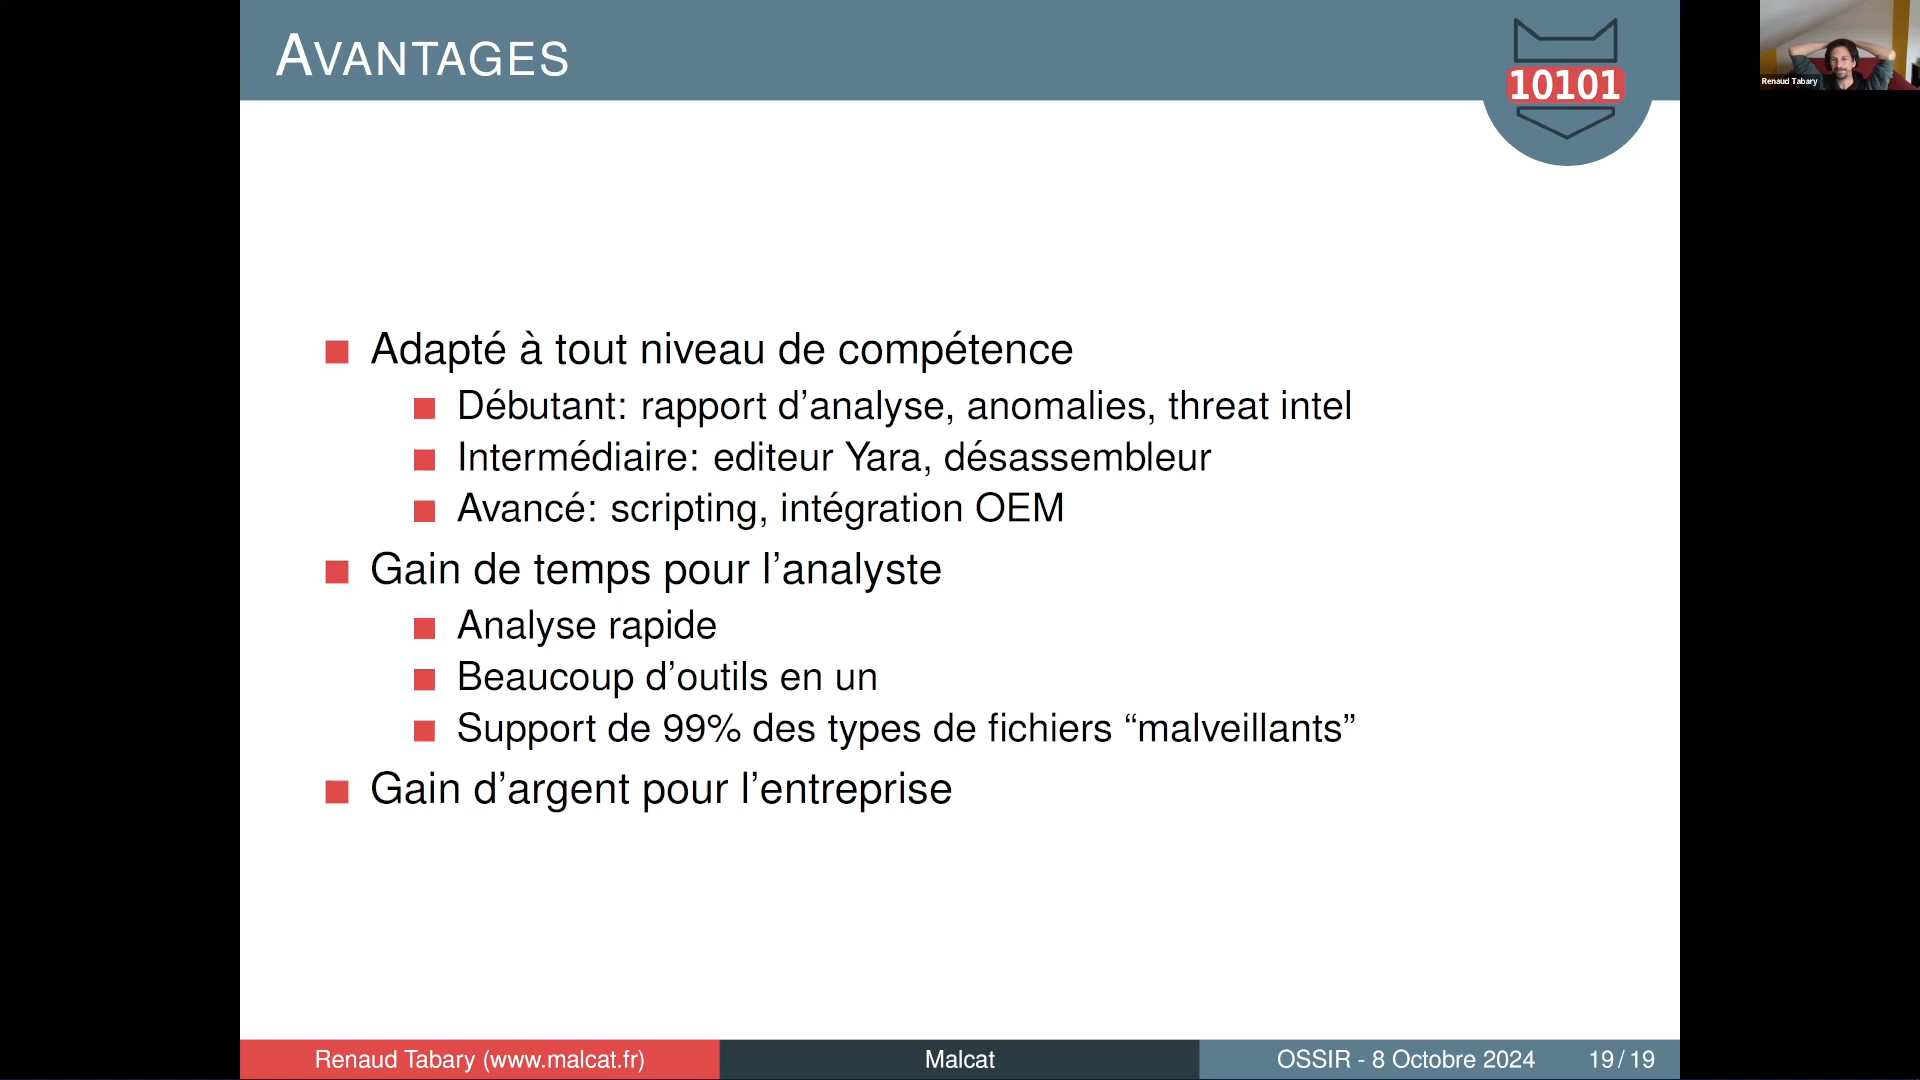 AVANTAGES
10101
Renaud Tabary
Adapté à tout niveau de compétence
Débutant: rapport d’analyse, anomalies, threat intel
Intermédiaire: editeur Yara, désassembleur
Avancé: scripting, intégration OEM
Gain de temps pour l’analyste
Analyse rapide
Beaucoup d’outils en un
Support de 99% des types de fichiers “malveillants”
Gain d’argent pour l’entreprise
Renaud Tabary (www.malcat.fr)
Malcat
OSSIR - 8 Octobre 2024
19/19